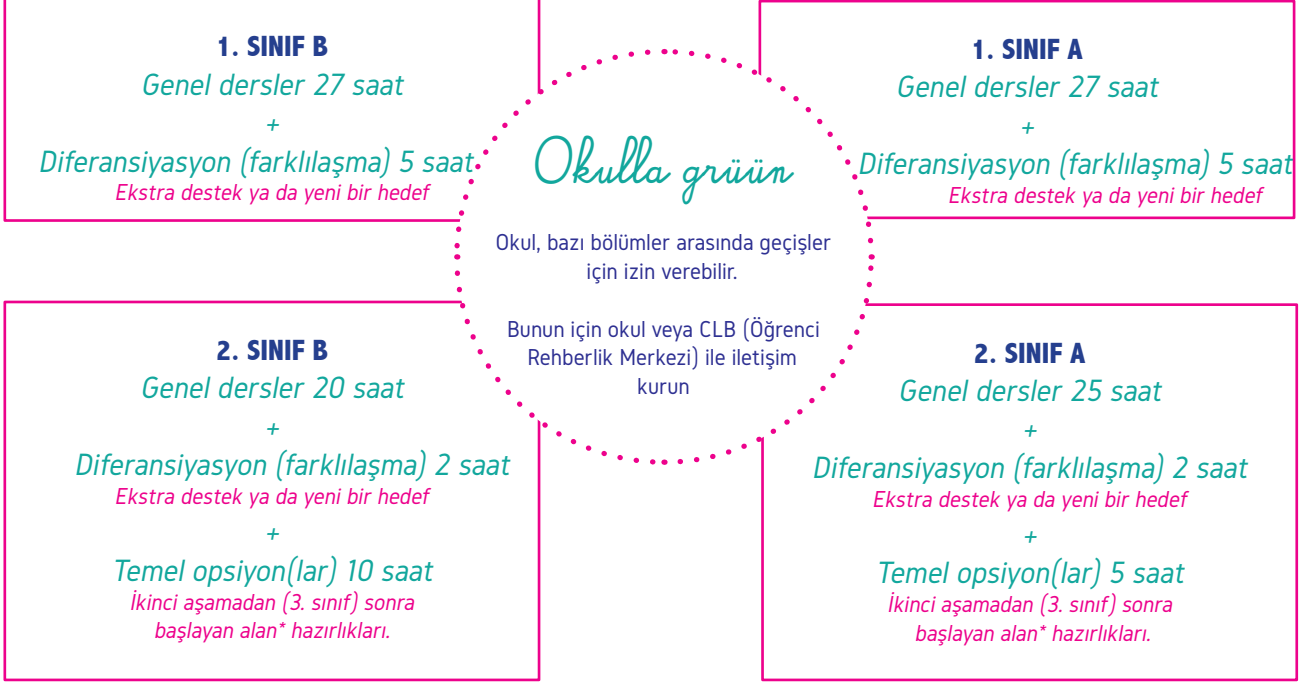 1. SINIF B
Genel dersler 27 saat
+
Diferansiyasyon (farklılaşma) 5 saat
Ekstra destek ya da yeni bir hedef
1. SINIF A
Genel dersler 27 saat
+
Diferansiyasyon (farklılaşma) 5 saat
Ekstra destek ya da yeni bir hedef
Okulla grüün
Okul, bazı bölümler arasında geçişler
için izin verebilir.
Bunun için okul veya CLB (Öğrenci
Rehberlik Merkezi) ile iletişim
kurun
2. SINIF B
Genel dersler 20 saat
+
Diferansiyasyon (farklılaşma) 2 saat
Ekstra destek ya da yeni bir hedef
+
Temel opsiyon(lar) 10 saat
İkinci aşamadan (3. sınıf) sonra
başlayan alan* hazırlıkları.
2. SINIF A
Genel dersler 25 saat
+
Diferansiyasyon (farklılaşma) 2 saat
Ekstra destek ya da yeni bir hedef
+
Temel opsiyon(lar) 5 saat
İkinci aşamadan (3. sınıf) sonra
başlayan alan* hazırlıkları.